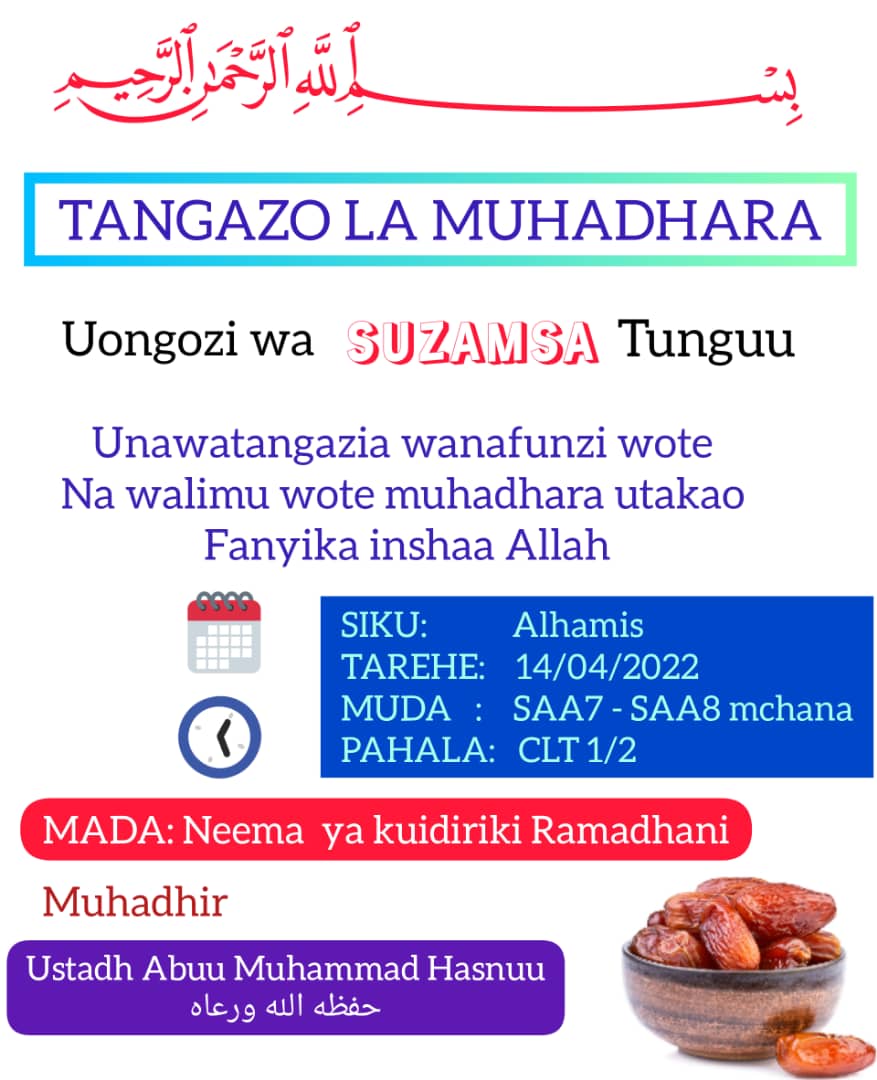 بِسْــــــــمِ ٱللَّهِ ٱلرَّحْمَٰنِ ٱلرَّحِيمِ
TANGAZO LA MUHADHARA
Uongozi wa SUZAMSA Tunguu
Unawatangazia wanafunzi wote
Na walimu wote muhadhara utakao
Fanyika inshaa Allah
SIKU: Alhamis
TAREHE: 14/04/2022
MUDA : SAA7 - SAA8 mchana
PAHALA: CLT 1/2
MADA: Neema ya kuidiriki Ramadhani
Muhadhir
Ustadh Abuu Muhammad Hasnuu
حفظه الله ورعاه